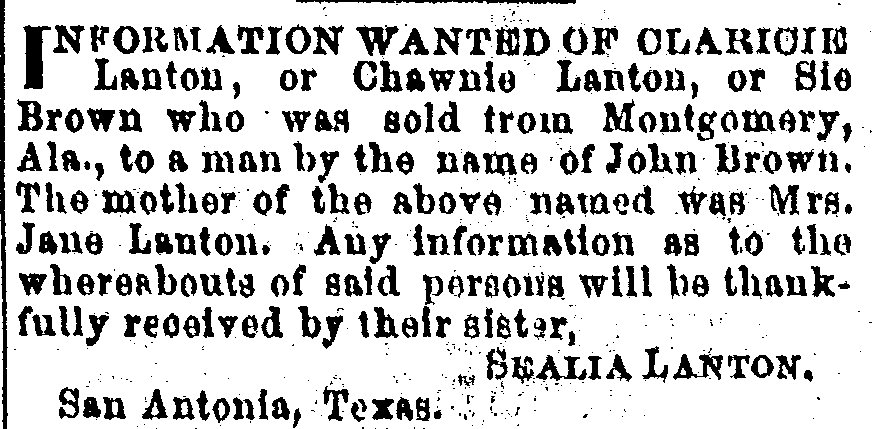 INFORMATION WANTED OF CLARICIE
Lanton, or Chawnie Lanton, or Sie
Brown who was sold from Montgomery,
Ala., to a man by the name of John Brown.
The mother of the above named was Mrs.
Jane Lanton. Any information as to the
whereabouts of said persons will be thank-
fully received by their sister,
SEALIA LANTON.
San Antonia, Texas.